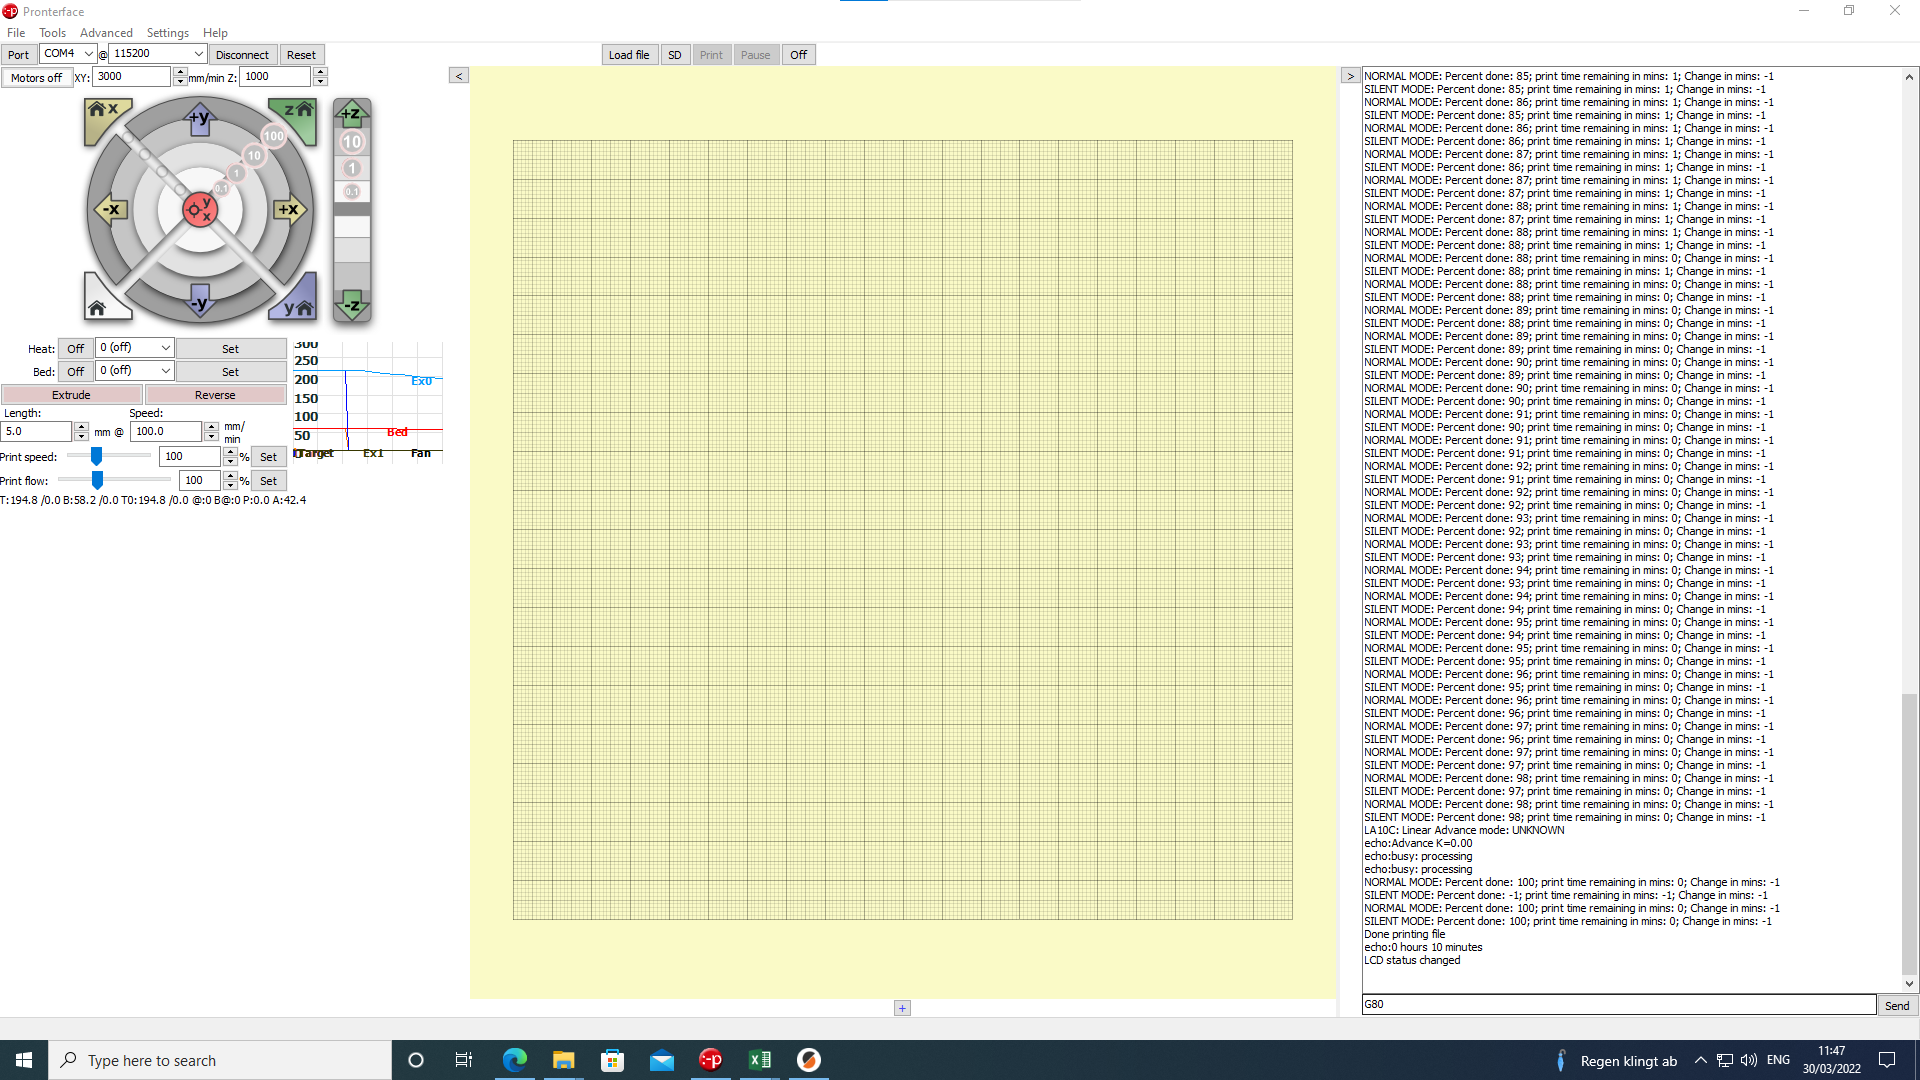 Pronterface
File Tools Advanced Settings Help
Port COM4 @ 115200 Disconnect Reset Load file SD Print Pause Off
Motors off XY: 3000 mm/min Z: 1000
< >
x +y z 100 10 1 0.1 -x y x +x -y y
+Z 10 1 0.1 -Z
Heat: Off 0 (off) Set
Bed: Off 0 (off) Set
Extrude Reverse
Length: Speed:
5.0 mm @ 100.0 mm/ min
Print speed: 100 % Set
Print flow: 100 % Set
300
250
200 Ex0
150
100
50 Bed
Target Ex1 Fan
T:194.8 /0.0 B:58.2 /0.0 T0:194.8 /0.0 @:0 B@:0 P:0.0 A:42.4
NORMAL MODE: Percent done: 85; print time remaining in mins: 1; Change in mins: -1
SILENT MODE: Percent done: 85; print time remaining in mins: 1; Change in mins: -1
NORMAL MODE: Percent done: 86; print time remaining in mins: 1; Change in mins: -1
SILENT MODE: Percent done: 85; print time remaining in mins: 1; Change in mins: -1
NORMAL MODE: Percent done: 86; print time remaining in mins: 1; Change in mins: -1
SILENT MODE: Percent done: 86; print time remaining in mins: 1; Change in mins: -1
NORMAL MODE: Percent done: 87; print time remaining in mins: 1; Change in mins: -1
SILENT MODE: Percent done: 86; print time remaining in mins: 1; Change in mins: -1
NORMAL MODE: Percent done: 87; print time remaining in mins: 1; Change in mins: -1
SILENT MODE: Percent done: 87; print time remaining in mins: 1; Change in mins: -1
NORMAL MODE: Percent done: 88; print time remaining in mins: 1; Change in mins: -1
SILENT MODE: Percent done: 87; print time remaining in mins: 1; Change in mins: -1
NORMAL MODE: Percent done: 88; print time remaining in mins: 1; Change in mins: -1
SILENT MODE: Percent done: 88; print time remaining in mins: 1; Change in mins: -1
NORMAL MODE: Percent done: 88; print time remaining in mins: 0; Change in mins: -1
SILENT MODE: Percent done: 88; print time remaining in mins: 1; Change in mins: -1
NORMAL MODE: Percent done: 88; print time remaining in mins: 0; Change in mins: -1
SILENT MODE: Percent done: 88; print time remaining in mins: 0; Change in mins: -1
NORMAL MODE: Percent done: 89; print time remaining in mins: 0; Change in mins: -1
SILENT MODE: Percent done: 88; print time remaining in mins: 0; Change in mins: -1
NORMAL MODE: Percent done: 89; print time remaining in mins: 0; Change in mins: -1
SILENT MODE: Percent done: 89; print time remaining in mins: 0; Change in mins: -1
NORMAL MODE: Percent done: 90; print time remaining in mins: 0; Change in mins: -1
SILENT MODE: Percent done: 89; print time remaining in mins: 0; Change in mins: -1
NORMAL MODE: Percent done: 90; print time remaining in mins: 0; Change in mins: -1
SILENT MODE: Percent done: 90; print time remaining in mins: 0; Change in mins: -1
NORMAL MODE: Percent done: 91; print time remaining in mins: 0; Change in mins: -1
SILENT MODE: Percent done: 90; print time remaining in mins: 0; Change in mins: -1
NORMAL MODE: Percent done: 91; print time remaining in mins: 0; Change in mins: -1
SILENT MODE: Percent done: 91; print time remaining in mins: 0; Change in mins: -1
NORMAL MODE: Percent done: 92; print time remaining in mins: 0; Change in mins: -1
SILENT MODE: Percent done: 91; print time remaining in mins: 0; Change in mins: -1
NORMAL MODE: Percent done: 92; print time remaining in mins: 0; Change in mins: -1
SILENT MODE: Percent done: 92; print time remaining in mins: 0; Change in mins: -1
NORMAL MODE: Percent done: 93; print time remaining in mins: 0; Change in mins: -1
SILENT MODE: Percent done: 92; print time remaining in mins: 0; Change in mins: -1
NORMAL MODE: Percent done: 93; print time remaining in mins: 0; Change in mins: -1
SILENT MODE: Percent done: 93; print time remaining in mins: 0; Change in mins: -1
NORMAL MODE: Percent done: 94; print time remaining in mins: 0; Change in mins: -1
SILENT MODE: Percent done: 93; print time remaining in mins: 0; Change in mins: -1
NORMAL MODE: Percent done: 94; print time remaining in mins: 0; Change in mins: -1
SILENT MODE: Percent done: 94; print time remaining in mins: 0; Change in mins: -1
NORMAL MODE: Percent done: 95; print time remaining in mins: 0; Change in mins: -1
SILENT MODE: Percent done: 94; print time remaining in mins: 0; Change in mins: -1
NORMAL MODE: Percent done: 95; print time remaining in mins: 0; Change in mins: -1
SILENT MODE: Percent done: 95; print time remaining in mins: 0; Change in mins: -1
NORMAL MODE: Percent done: 96; print time remaining in mins: 0; Change in mins: -1
SILENT MODE: Percent done: 95; print time remaining in mins: 0; Change in mins: -1
NORMAL MODE: Percent done: 96; print time remaining in mins: 0; Change in mins: -1
SILENT MODE: Percent done: 96; print time remaining in mins: 0; Change in mins: -1
NORMAL MODE: Percent done: 97; print time remaining in mins: 0; Change in mins: -1
SILENT MODE: Percent done: 96; print time remaining in mins: 0; Change in mins: -1
NORMAL MODE: Percent done: 97; print time remaining in mins: 0; Change in mins: -1
SILENT MODE: Percent done: 97; print time remaining in mins: 0; Change in mins: -1
NORMAL MODE: Percent done: 98; print time remaining in mins: 0; Change in mins: -1
SILENT MODE: Percent done: 97; print time remaining in mins: 0; Change in mins: -1
NORMAL MODE: Percent done: 98; print time remaining in mins: 0; Change in mins: -1
SILENT MODE: Percent done: 98; print time remaining in mins: 0; Change in mins: -1
LA10C: Linear Advance mode: UNKNOWN
echo:Advance K=0.00
echo:busy: processing
echo:busy: processing
NORMAL MODE: Percent done: 100; print time remaining in mins: 0; Change in mins: -1
SILENT MODE: Percent done: -1; print time remaining in mins: -1; Change in mins: -1
NORMAL MODE: Percent done: 100; print time remaining in mins: 0; Change in mins: -1
SILENT MODE: Percent done: 100; print time remaining in mins: 0; Change in mins: -1
Done printing file
echo:0 hours 10 minutes
LCD status changed
+ G80 Send
Type here to search Regen klingt ab ENG 11:47
30/03/2022